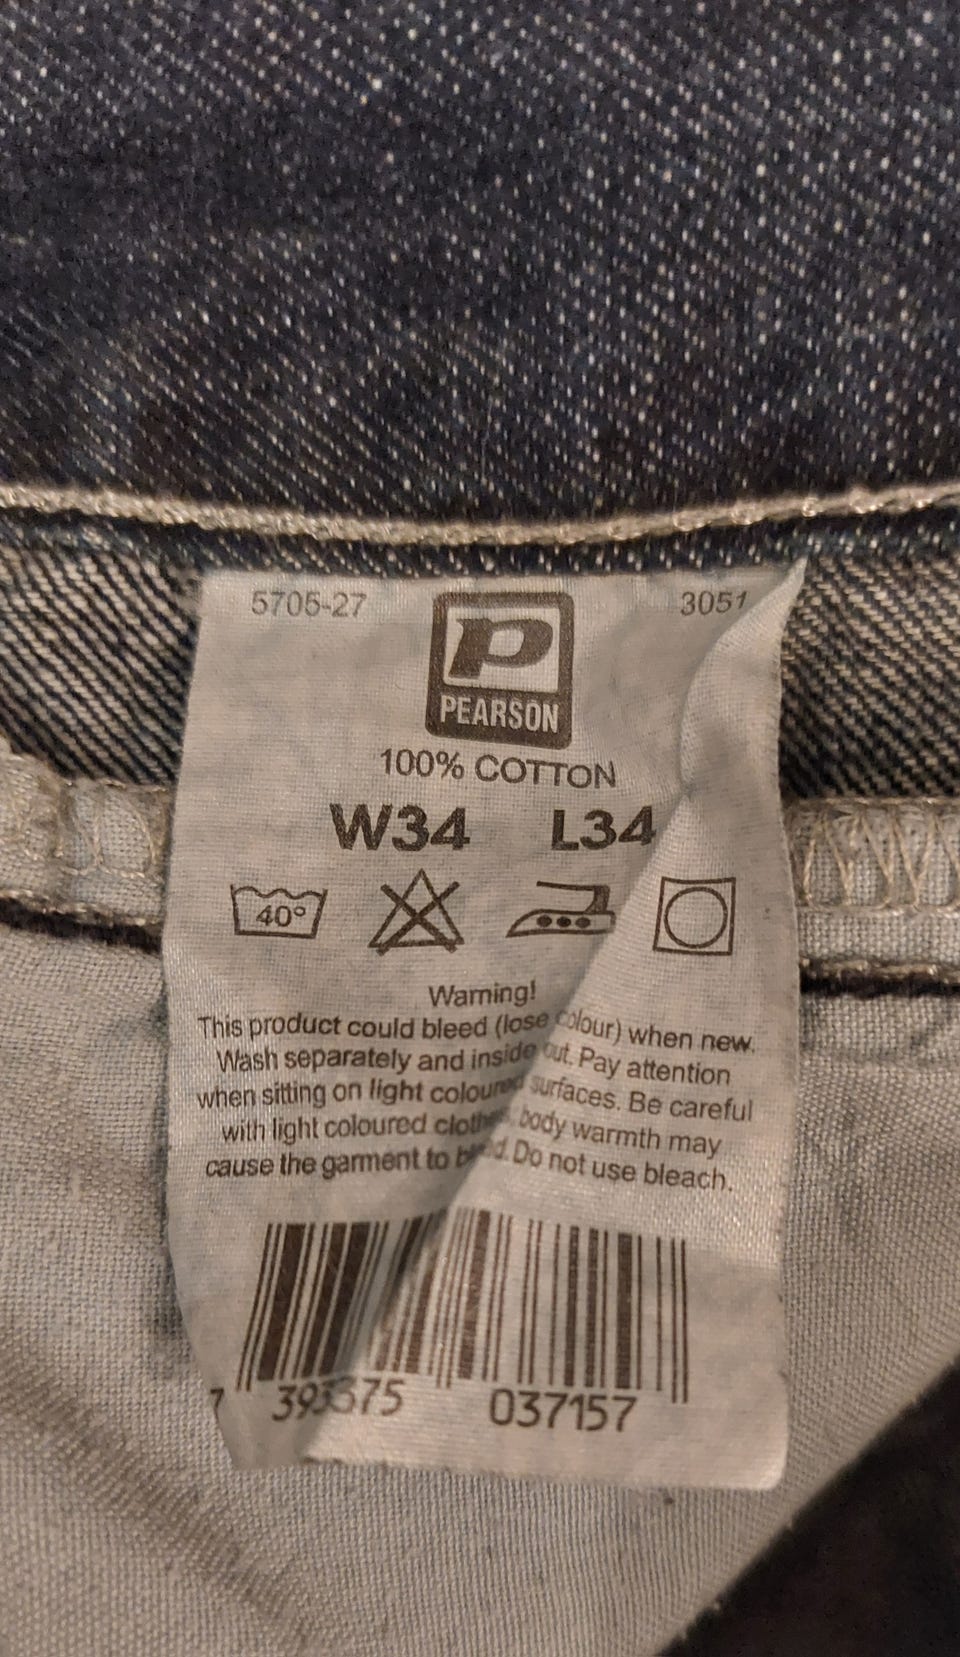 5705-27 3051
P
PEARSON
100% COTTON
W34 L34
40°
Warning!
This product could bleed (lose colour) when new.
Wash separately and inside out. Pay attention
when sitting on light coloured surfaces. Be careful
with light coloured clothes, body warmth may
cause the garment to bleed. Do not use bleach.
7 037157